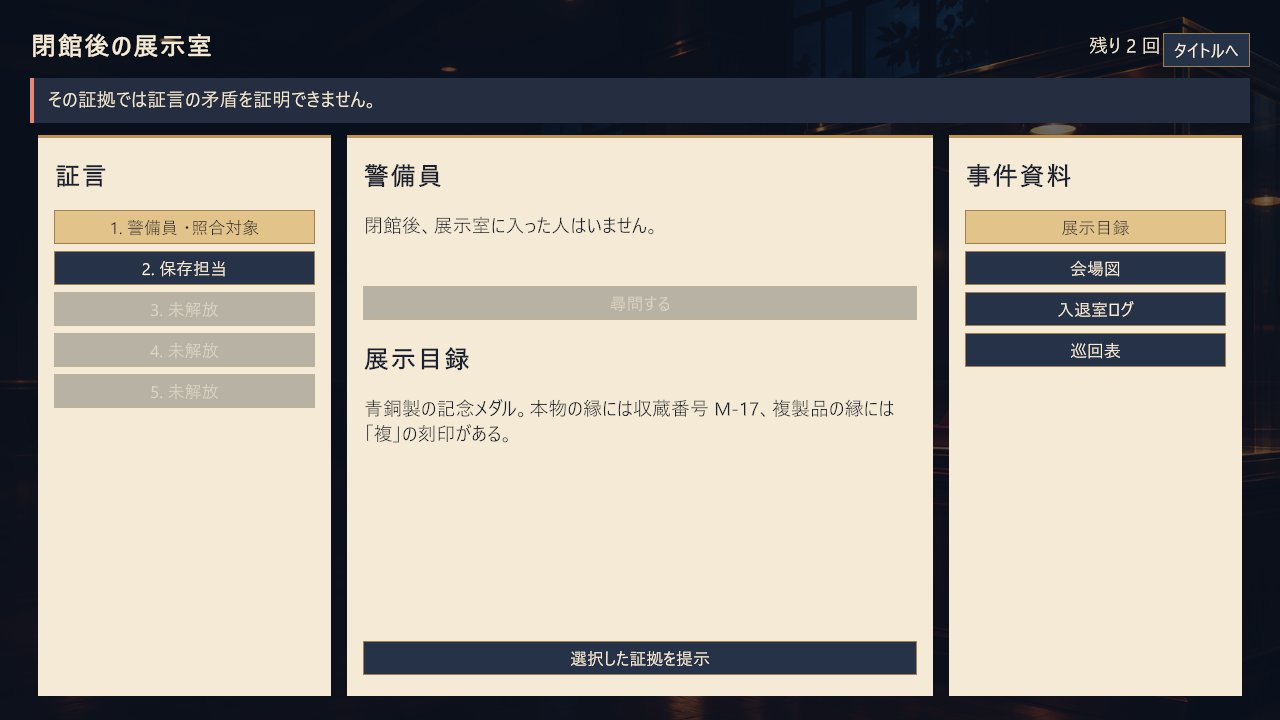 閉館後の展示室
残り 2 回
タイトルへ
その証拠では証言の矛盾を証明できません。
証言
1. 警備員 ・照合対象
2. 保存担当
3. 未解放
4. 未解放
5. 未解放
警備員
閉館後、展示室に入った人はいません。
尋問する
展示目録
青銅製の記念メダル。本物の縁には収蔵番号 M-17、複製品の縁には
「複」の刻印がある。
選択した証拠を提示
事件資料
展示目録
会場図
入退室ログ
巡回表